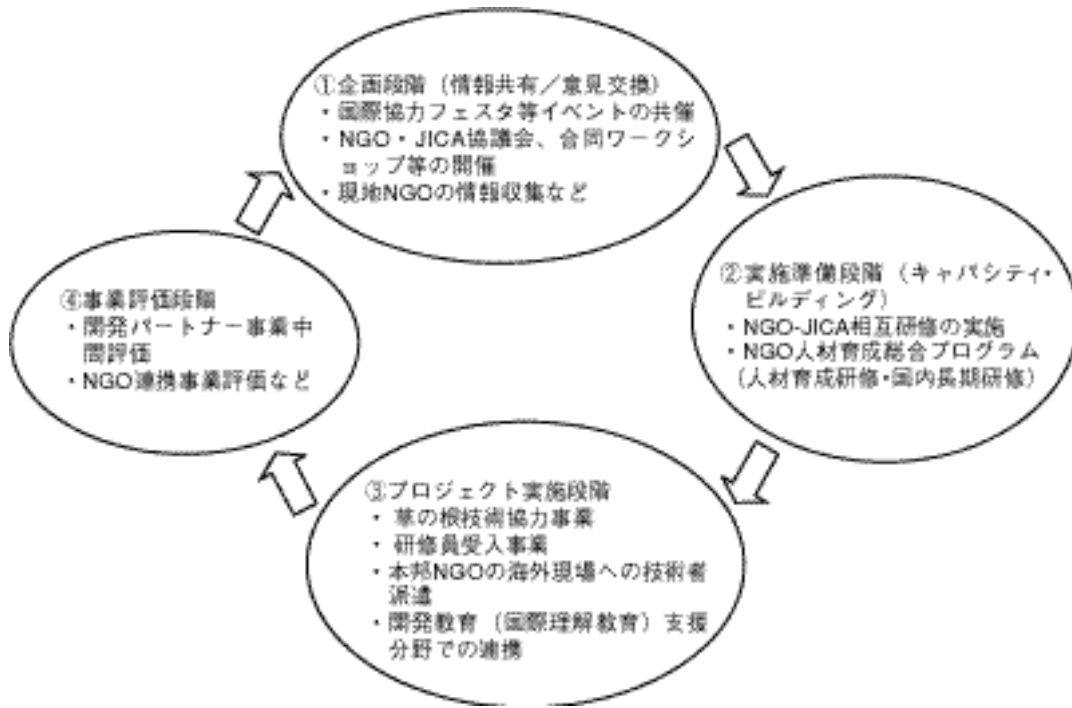 ①企画段階（情報共有／意見交換）
・国際協力フェスタ等イベントの共催
・NGO・JICA協議会、合同ワークシ
ョップ等の開催
・現地NGOの情報収集など
②実施準備段階（キャパシティ・
ビルディング）
・NGO-JICA相互研修の実施
・NGO人材育成総合プログラム
（人材育成研修・国内長期研修）
③プロジェクト実施段階
・草の根技術協力事業
・研修員受入事業
・本邦NGOの海外現場への技術者
派遣
・開発教育（国際理解教育）支援
分野での連携
④事業評価段階
・開発パートナー事業中
間評価
・NGO連携事業評価など